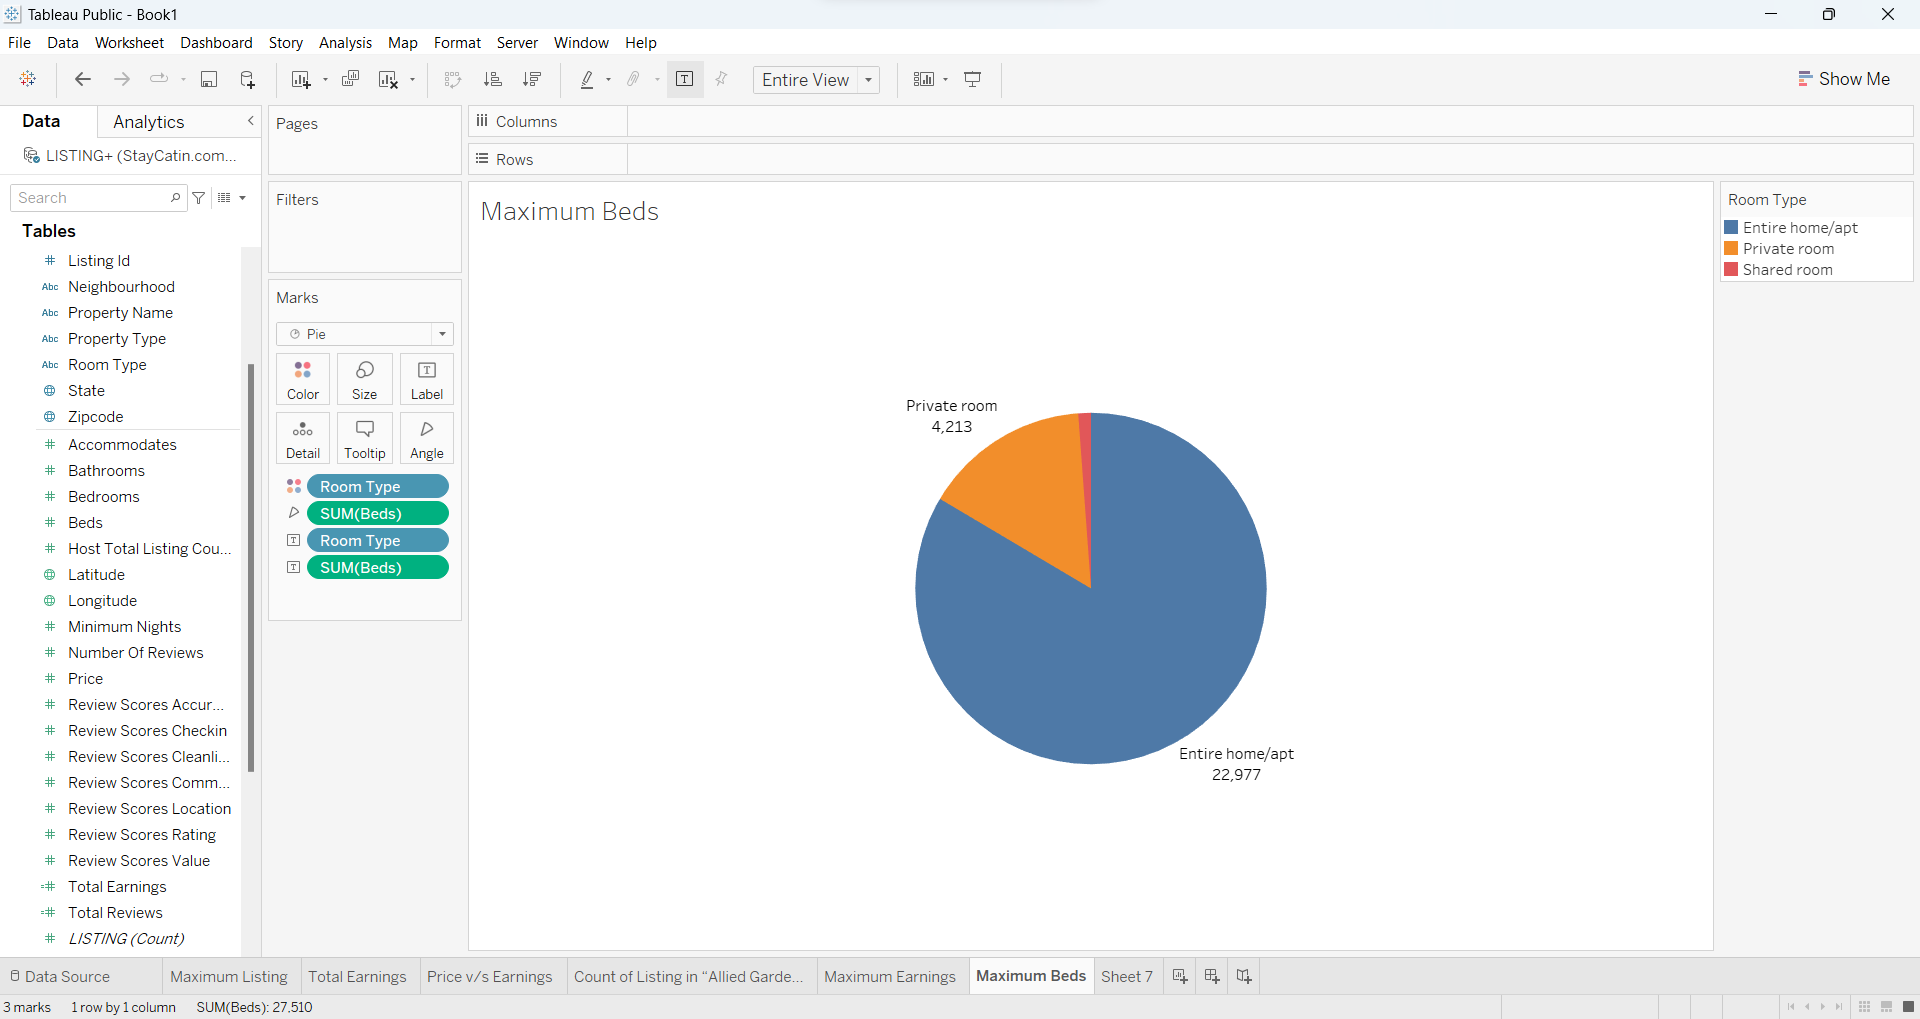 Tableau Public - Book1
File Data Worksheet Dashboard Story Analysis Map Format Server Window Help
Entire View
Show Me
Data Analytics
LISTING+ (StayCatin.com...
Search
Tables
Listing Id
Abc Neighbourhood
Abc Property Name
Abc Property Type
Abc Room Type
State
Zipcode
# Accommodates
# Bathrooms
# Bedrooms
# Beds
# Host Total Listing Cou...
Latitude
Longitude
# Minimum Nights
# Number Of Reviews
# Price
# Review Scores Accur...
# Review Scores Checkin
# Review Scores Cleanli...
# Review Scores Comm...
# Review Scores Location
# Review Scores Rating
# Review Scores Value
=# Total Earnings
=# Total Reviews
# LISTING (Count)
Pages
Filters
Marks
Pie
Color Size Label
Detail Tooltip Angle
Room Type
SUM(Beds)
Room Type
SUM(Beds)
Columns
Rows
Maximum Beds
Private room
4,213
Entire home/apt
22,977
Room Type
Entire home/apt
Private room
Shared room
Data Source Maximum Listing Total Earnings Price v/s Earnings Count of Listing in “Allied Garde... Maximum Earnings Maximum Beds Sheet 7
3 marks 1 row by 1 column SUM(Beds): 27,510